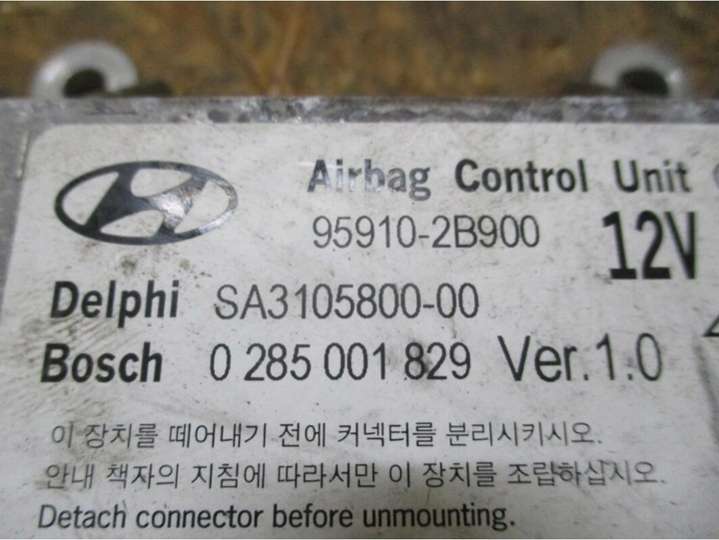 Airbag Control Unit
95910-2B900
12V
Delphi SA3105800-00
Bosch 0 285 001 829 Ver.1.0
이 장치를 떼어내기 전에 커넥터를 분리시키시오.
안내 책자의 지침에 따라서만 이 장치를 조립하십시오.
Detach connector before unmounting.